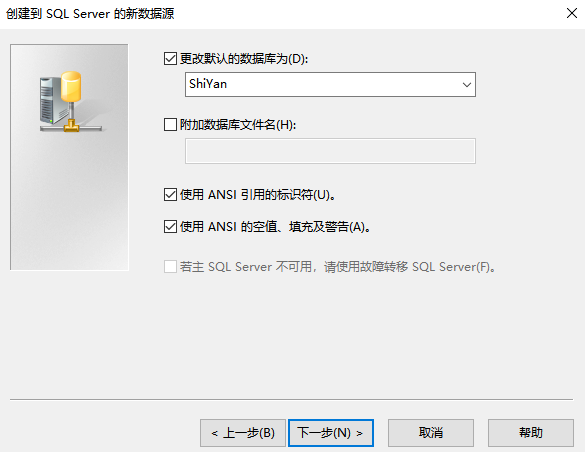 创建到 SQL Server 的新数据源
更改默认的数据库为(D):
ShiYan
附加数据库文件名(H):
使用 ANSI 引用的标识符(U)。
使用 ANSI 的空值、填充及警告(A)。
若主 SQL Server 不可用，请使用故障转移 SQL Server(F)。
< 上一步(B) 下一步(N) > 取消 帮助